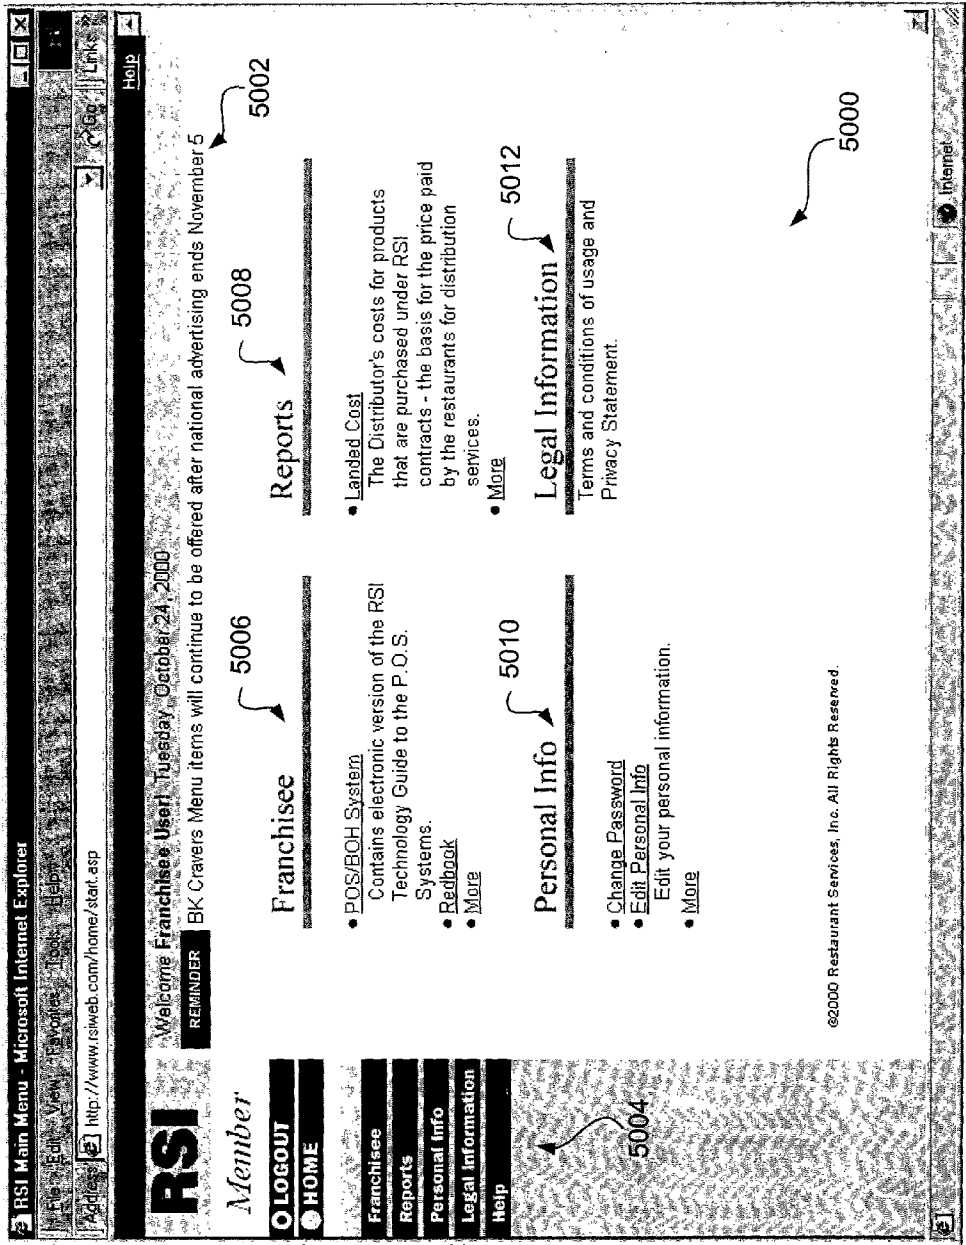 RSI Main Menu - Microsoft Internet Explorer
File Edit View Favorites Tools Help
Address http://www.rsiweb.com/home/start.asp Go Links »
Help
RSI
Welcome Franchisee User! Tuesday, October 24, 2000
REMINDER BK Cravers Menu items will continue to be offered after national advertising ends November 5
5002
Member
LOGOUT
HOME
Franchisee
Reports
Personal Info
Legal Information
Help
5004
Franchisee
5006
• POS/BOH System
Contains electronic version of the RSI
Technology Guide to the P.O.S.
Systems.
• Redbook
• More
Reports
5008
• Landed Cost
The Distributor's costs for products
that are purchased under RSI
contracts - the basis for the price paid
by the restaurants for distribution
services.
• More
Personal Info
5010
• Change Password
• Edit Personal Info
Edit your personal information.
• More
Legal Information
5012
Terms and conditions of usage and
Privacy Statement.
5000
©2000 Restaurant Services, Inc. All Rights Reserved.
Internet